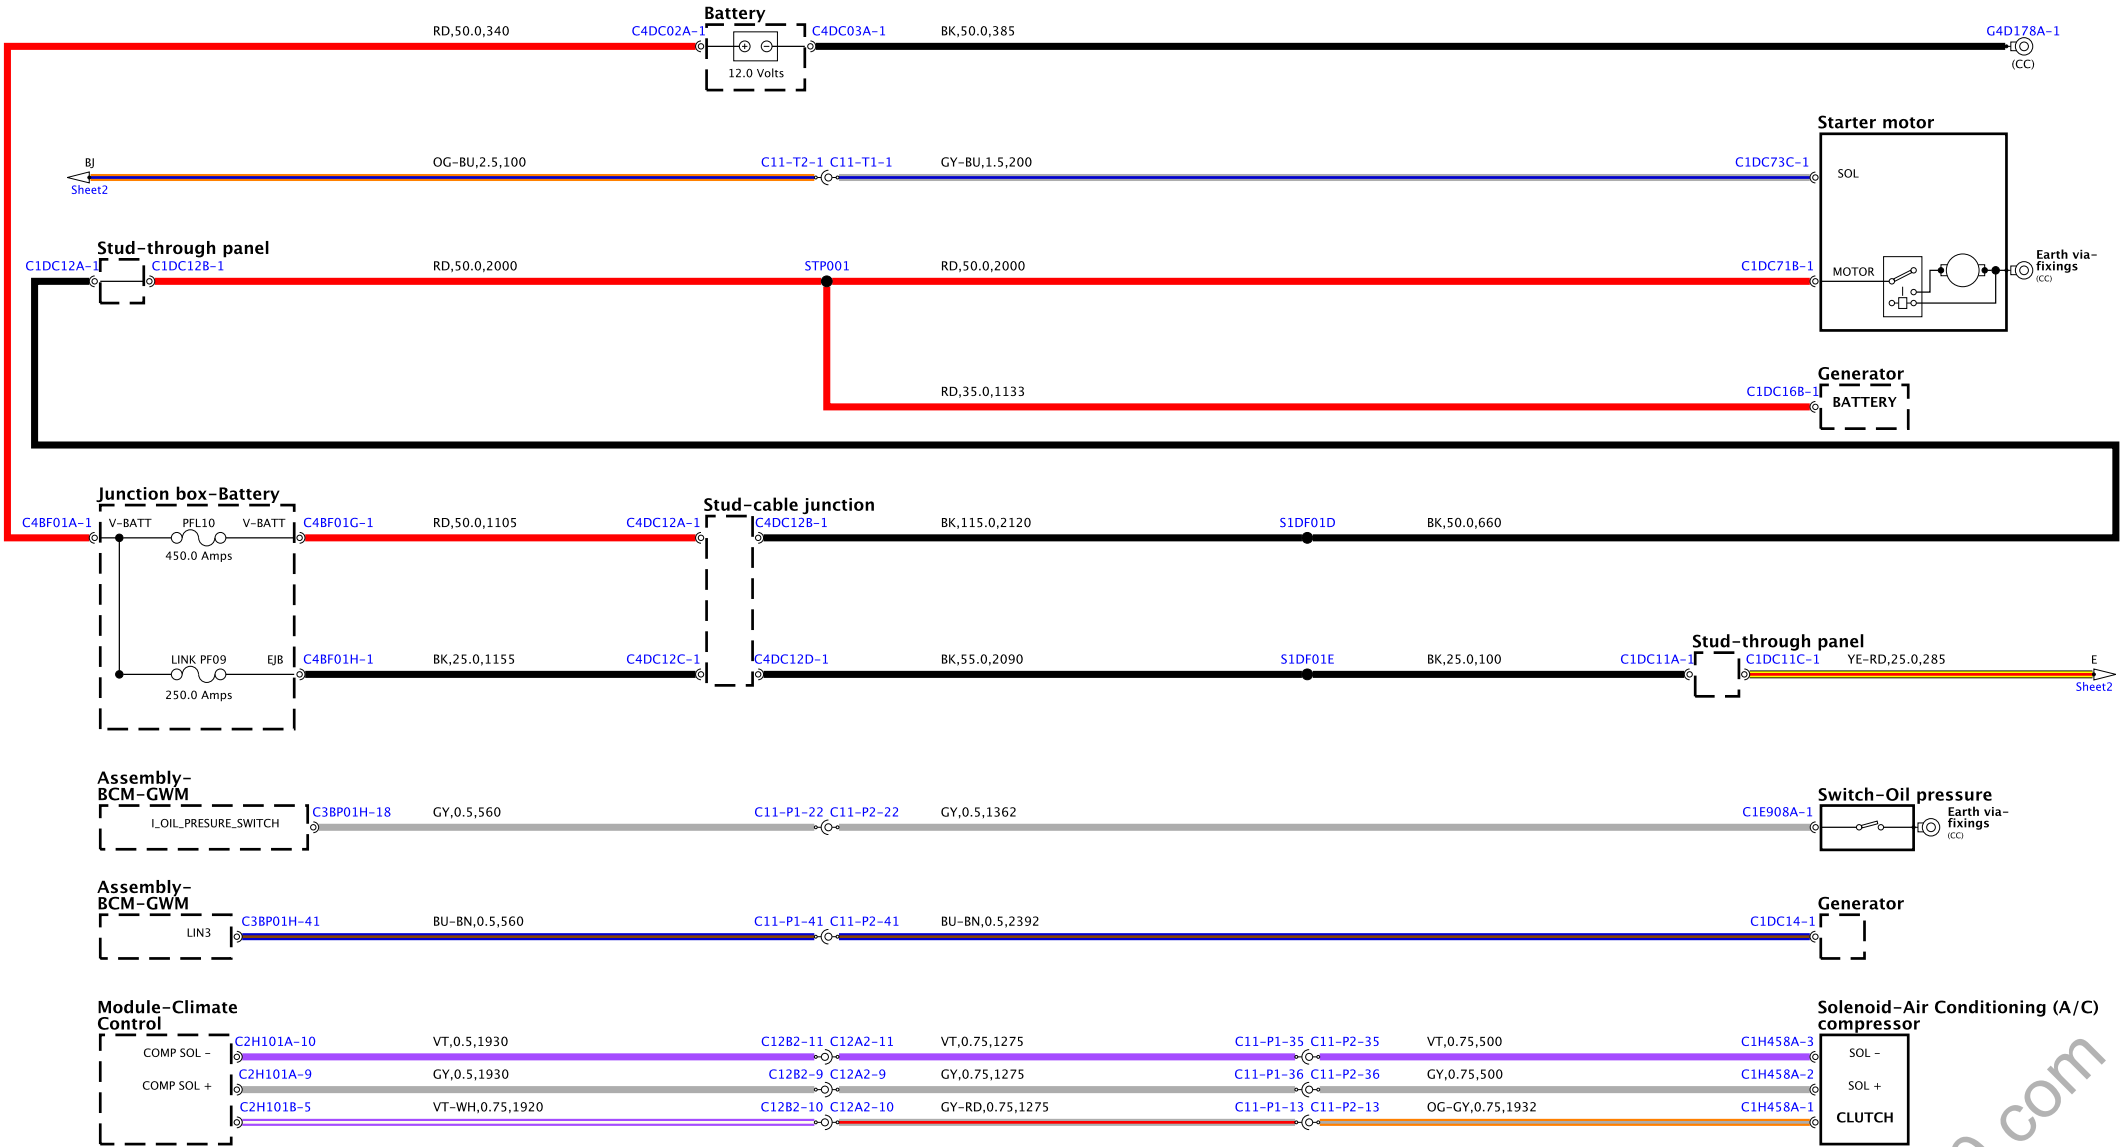 Battery
RD,50.0,340
C4DC02A-1
C4DC03A-1
BK,50.0,385
G4D178A-1
12.0 Volts
(CC)
Starter motor
BJ
OG-BU,2.5,100
C11-T2-1
C11-T1-1
GY-BU,1.5,200
C1DC73C-1
SOL
Sheet2
Stud-through panel
C1DC12A-1
C1DC12B-1
RD,50.0,2000
STP001
RD,50.0,2000
C1DC71B-1
MOTOR
Earth via-
fixings
(CC)
Generator
RD,35.0,1133
C1DC16B-1
BATTERY
Junction box-Battery
Stud-cable junction
C4BF01A-1
V-BATT
PFL10
V-BATT
C4BF01G-1
RD,50.0,1105
C4DC12A-1
C4DC12B-1
BK,115.0,2120
S1DF01D
BK,50.0,660
450.0 Amps
Stud-through panel
LINK PF09
EJB
C4BF01H-1
BK,25.0,1155
C4DC12C-1
C4DC12D-1
BK,55.0,2090
S1DF01E
BK,25.0,100
C1DC11A-1
C1DC11C-1
YE-RD,25.0,285
E
Sheet2
250.0 Amps
Assembly-
BCM-GWM
Switch-Oil pressure
C3BP01H-18
GY,0.5,560
C11-P1-22
C11-P2-22
GY,0.5,1362
C1E908A-1
I_OIL_PRESURE_SWITCH
Earth via-
fixings
(CC)
Assembly-
BCM-GWM
Generator
C3BP01H-41
BU-BN,0.5,560
C11-P1-41
C11-P2-41
BU-BN,0.5,2392
C1DC14-1
LIN3
Module-Climate
Control
Solenoid-Air Conditioning (A/C)
compressor
C2H101A-10
VT,0.5,1930
C12B2-11
C12A2-11
VT,0.75,1275
C11-P1-35
C11-P2-35
VT,0.75,500
C1H458A-3
COMP SOL -
SOL -
C2H101A-9
GY,0.5,1930
C12B2-9
C12A2-9
GY,0.75,1275
C11-P1-36
C11-P2-36
GY,0.75,500
C1H458A-2
COMP SOL +
SOL +
C2H101B-5
VT-WH,0.75,1920
C12B2-10
C12A2-10
GY-RD,0.75,1275
C11-P1-13
C11-P2-13
OG-GY,0.75,1932
C1H458A-1
CLUTCH
com